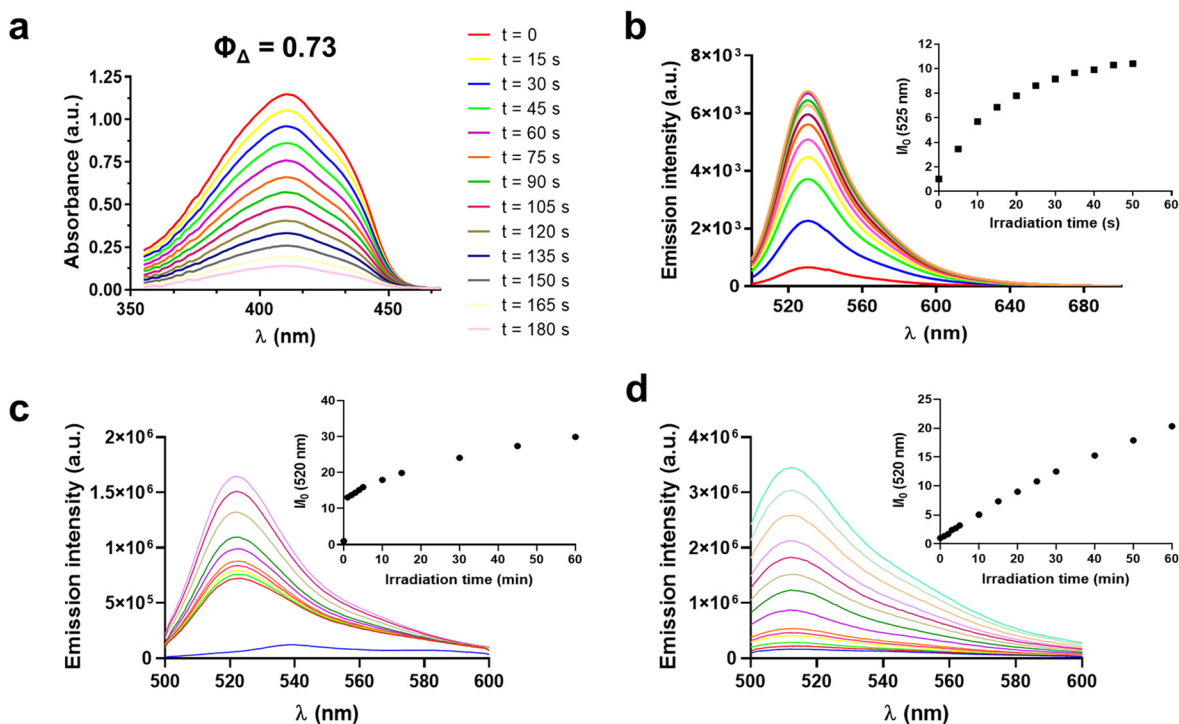 a
Φ_Δ = 0.73
Absorbance (a.u.)
1.25
1.00
0.75
0.50
0.25
0.00
350
400
450
λ (nm)
t = 0
t = 15 s
t = 30 s
t = 45 s
t = 60 s
t = 75 s
t = 90 s
t = 105 s
t = 120 s
t = 135 s
t = 150 s
t = 165 s
t = 180 s
b
Emission intensity (a.u.)
8×10³
6×10³
4×10³
2×10³
0
520
560
600
640
680
λ (nm)
I/I₀ (525 nm)
12
10
8
6
4
2
0
0
10
20
30
40
50
60
Irradiation time (s)
c
Emission intensity (a.u.)
2×10⁶
1.5×10⁶
1×10⁶
5×10⁵
0
500
520
540
560
580
600
λ (nm)
I/I₀ (520 nm)
40
30
20
10
0
0
20
40
60
Irradiation time (min)
d
Emission intensity (a.u.)
4×10⁶
3×10⁶
2×10⁶
1×10⁶
0
500
520
540
560
580
600
λ (nm)
I/I₀ (520 nm)
25
20
15
10
5
0
0
10
20
30
40
50
60
Irradiation time (min)